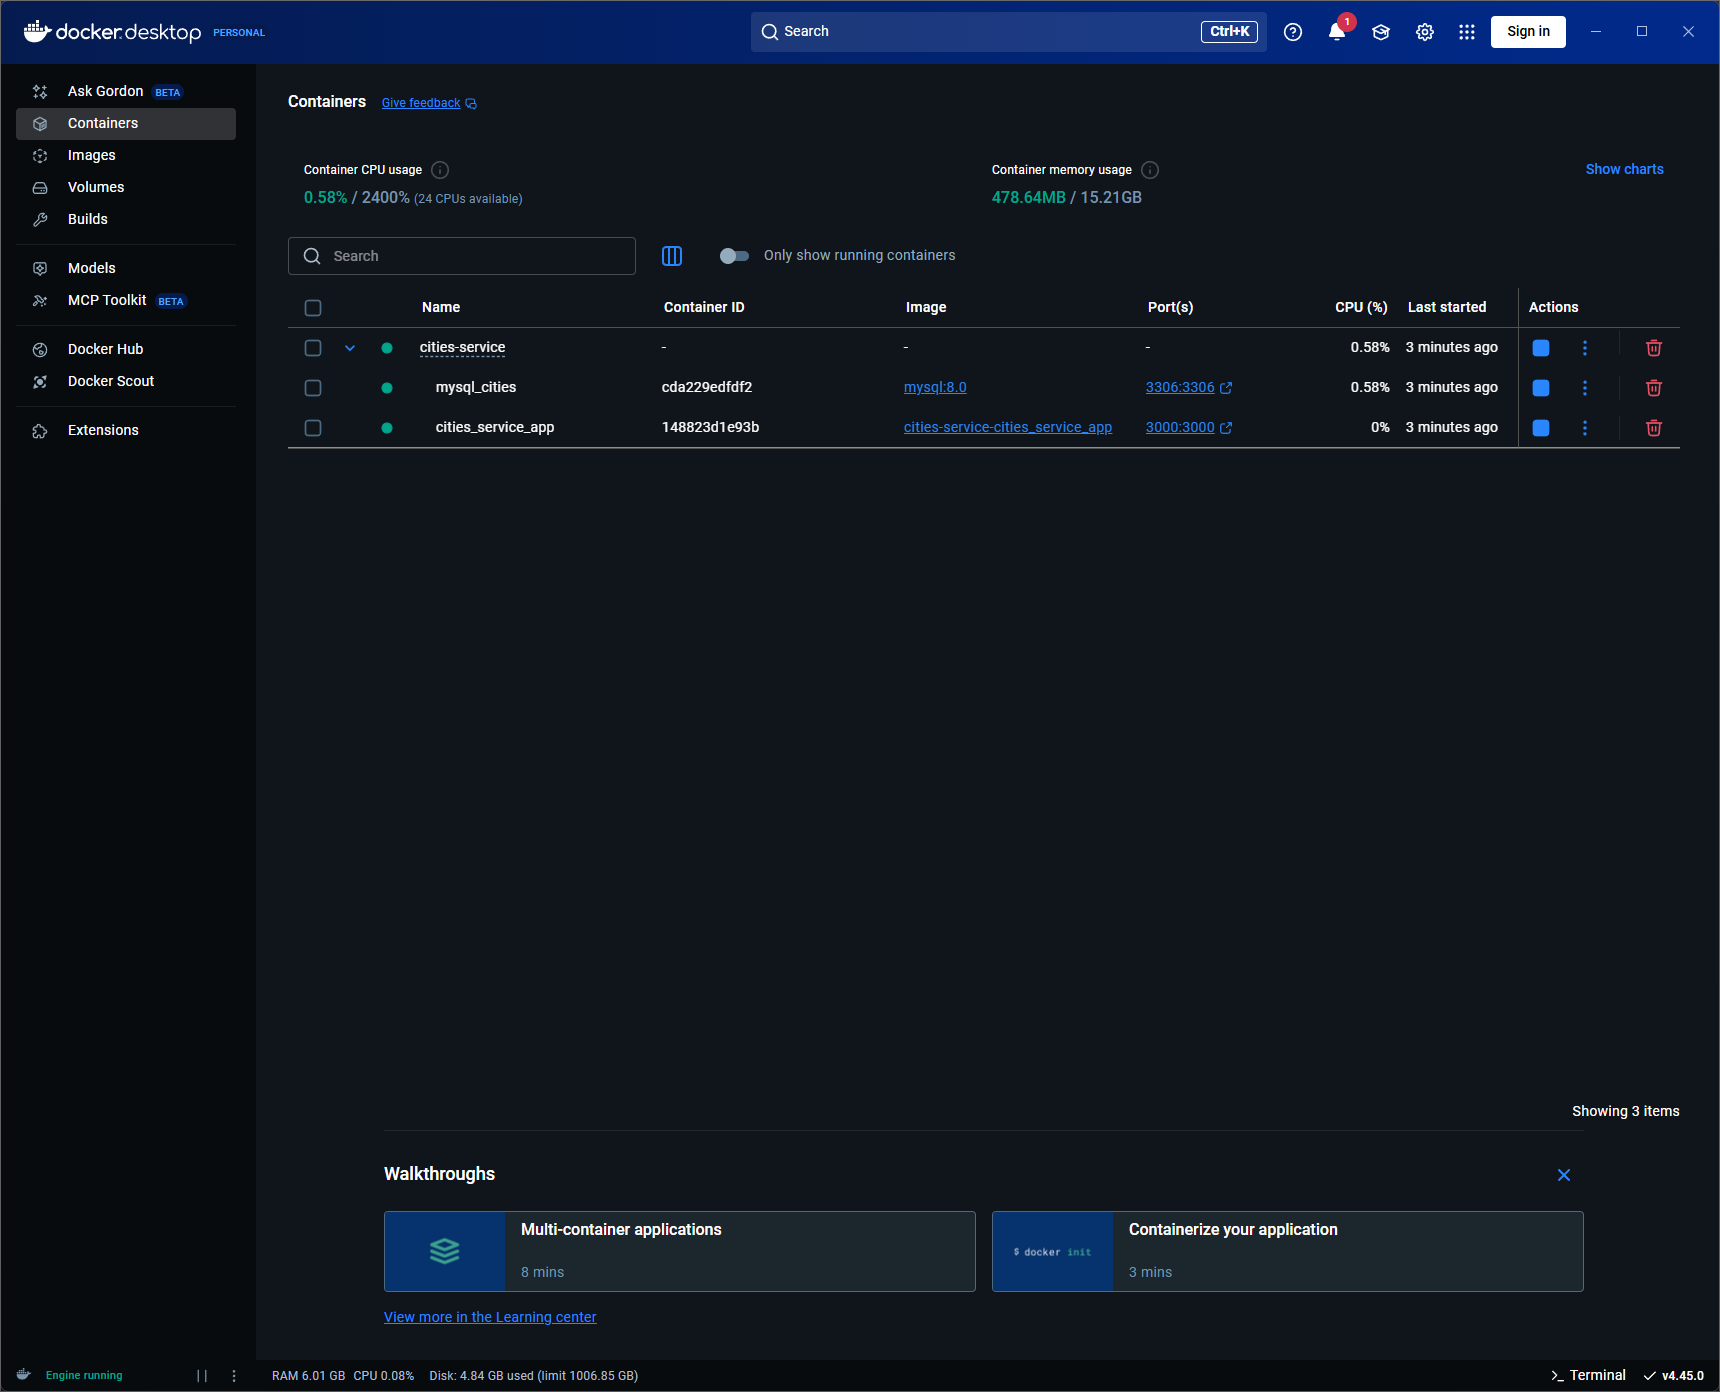 docker.desktop PERSONAL
Search Ctrl+K 1 Sign in
Ask Gordon BETA
Containers
Images
Volumes
Builds
Models
MCP Toolkit BETA
Docker Hub
Docker Scout
Extensions
Containers Give feedback
Container CPU usage
0.58% / 2400% (24 CPUs available)
Container memory usage
478.64MB / 15.21GB
Show charts
Search Only show running containers
Name Container ID Image Port(s) CPU (%) Last started Actions
cities-service - - - 0.58% 3 minutes ago
mysql_cities cda229edfdf2 mysql:8.0 3306:3306 0.58% 3 minutes ago
cities_service_app 148823d1e93b cities-service-cities_service_app 3000:3000 0% 3 minutes ago
Showing 3 items
Walkthroughs
Multi-container applications
8 mins
$ docker init
Containerize your application
3 mins
View more in the Learning center
Engine running RAM 6.01 GB CPU 0.08% Disk: 4.84 GB used (limit 1006.85 GB) >_ Terminal v4.45.0